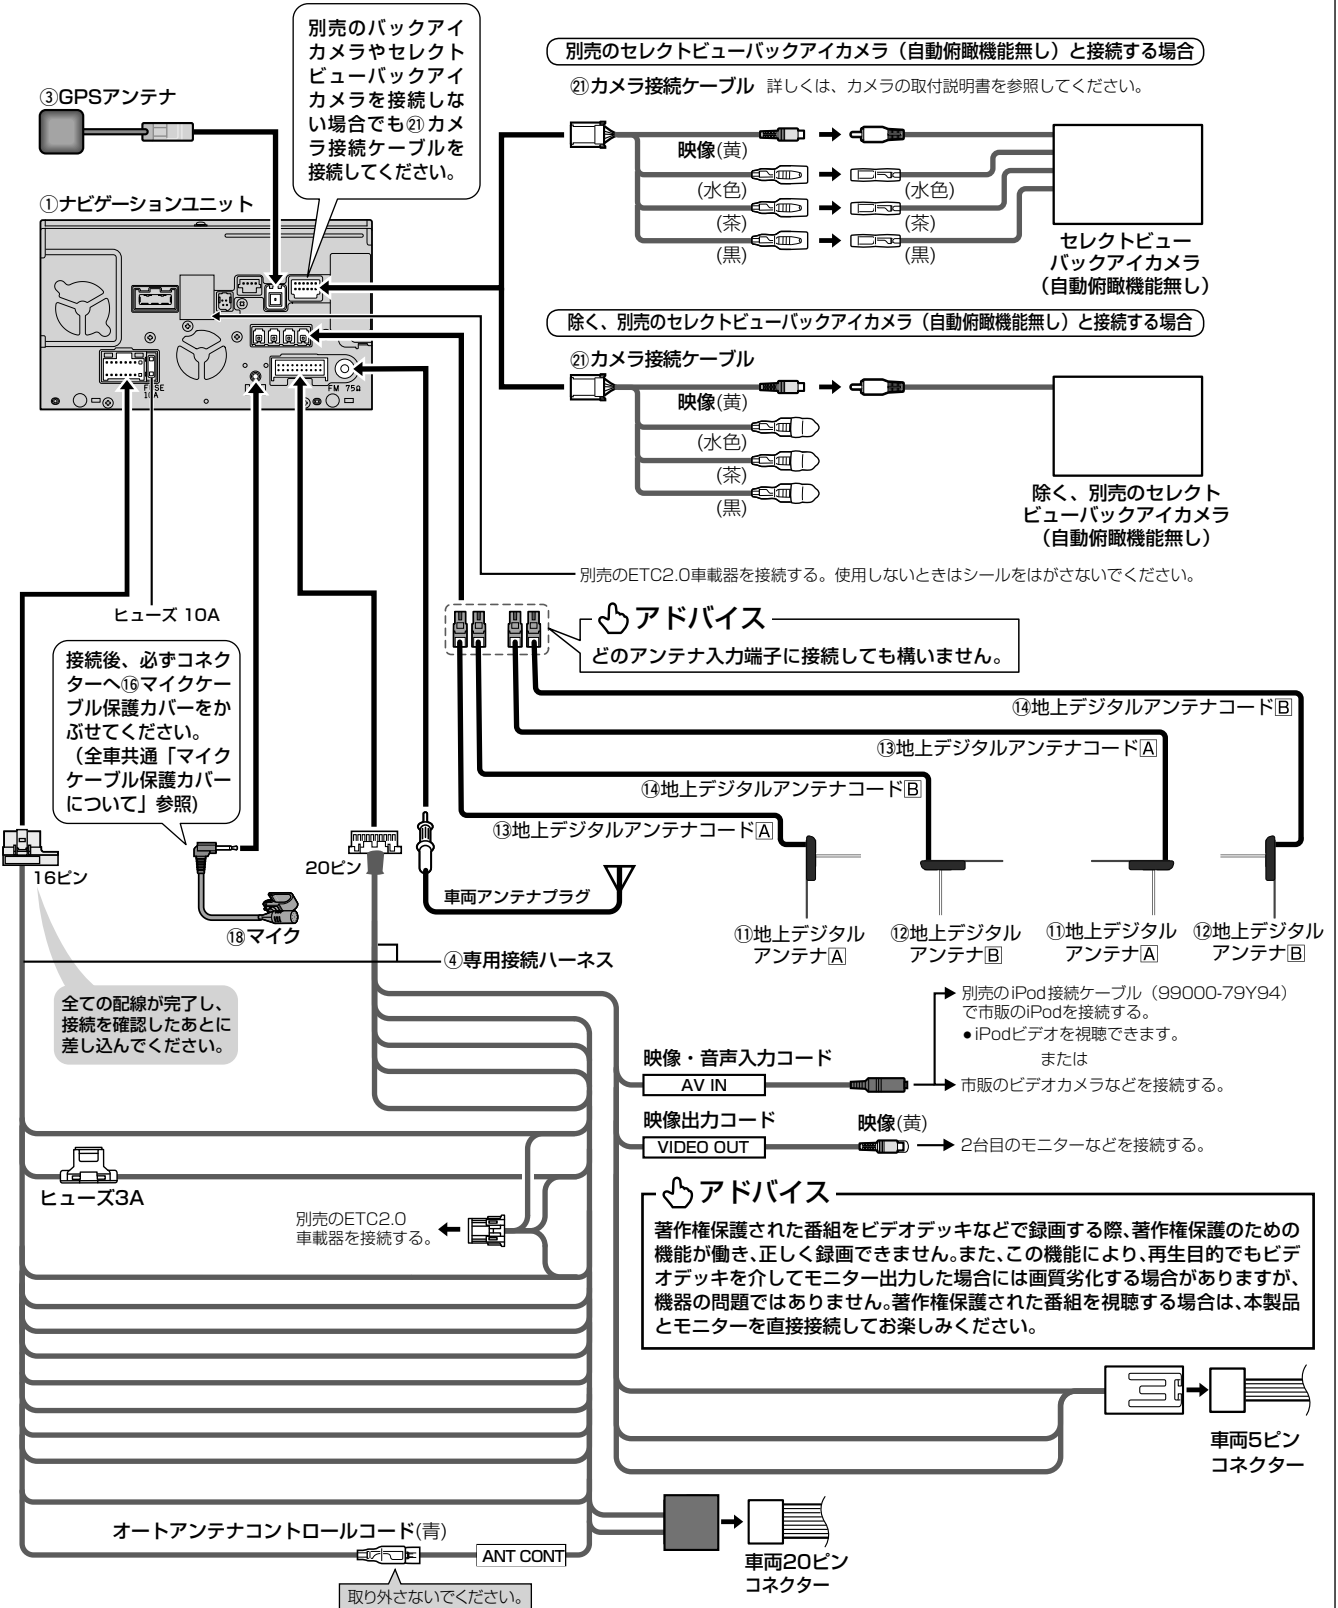 別売のバックアイ
カメラやセレクト
ビューバックアイ
カメラを接続しな
い場合でも㉑カメ
ラ接続ケーブルを
接続してください。
③GPSアンテナ
①ナビゲーションユニット
FUSE
10A
FM 75Ω
別売のセレクトビューバックアイカメラ（自動俯瞰機能無し）と接続する場合
㉑カメラ接続ケーブル 詳しくは、カメラの取付説明書を参照してください。
映像(黄)
(水色)
(水色)
(茶)
(茶)
(黒)
(黒)
セレクトビュー
バックアイカメラ
（自動俯瞰機能無し）
除く、別売のセレクトビューバックアイカメラ（自動俯瞰機能無し）と接続する場合
㉑カメラ接続ケーブル
映像(黄)
(水色)
(茶)
(黒)
除く、別売のセレクト
ビューバックアイカメラ
（自動俯瞰機能無し）
別売のETC2.0車載器を接続する。使用しないときはシールをはがさないでください。
ヒューズ 10A
アドバイス
どのアンテナ入力端子に接続しても構いません。
接続後、必ずコネク
ターへ⑯マイクケー
ブル保護カバーをか
ぶせてください。
（全車共通「マイク
ケーブル保護カバー
について」参照)
⑭地上デジタルアンテナコードB
⑬地上デジタルアンテナコードA
⑭地上デジタルアンテナコードB
⑬地上デジタルアンテナコードA
16ピン
20ピン
車両アンテナプラグ
⑱マイク
⑪地上デジタル
アンテナA
⑫地上デジタル
アンテナB
⑪地上デジタル
アンテナA
⑫地上デジタル
アンテナB
④専用接続ハーネス
全ての配線が完了し、
接続を確認したあとに
差し込んでください。
別売のiPod接続ケーブル（99000-79Y94）
で市販のiPodを接続する。
●iPodビデオを視聴できます。
または
市販のビデオカメラなどを接続する。
映像・音声入力コード
AV IN
映像出力コード
VIDEO OUT
映像(黄)
2台目のモニターなどを接続する。
ヒューズ3A
別売のETC2.0
車載器を接続する。
アドバイス
著作権保護された番組をビデオデッキなどで録画する際、著作権保護のための
機能が働き、正しく録画できません。また、この機能により、再生目的でもビデ
オデッキを介してモニター出力した場合には画質劣化する場合がありますが、
機器の問題ではありません。著作権保護された番組を視聴する場合は、本製品
とモニターを直接接続してお楽しみください。
車両5ピン
コネクター
オートアンテナコントロールコード(青)
ANT CONT
取り外さないでください。
車両20ピン
コネクター